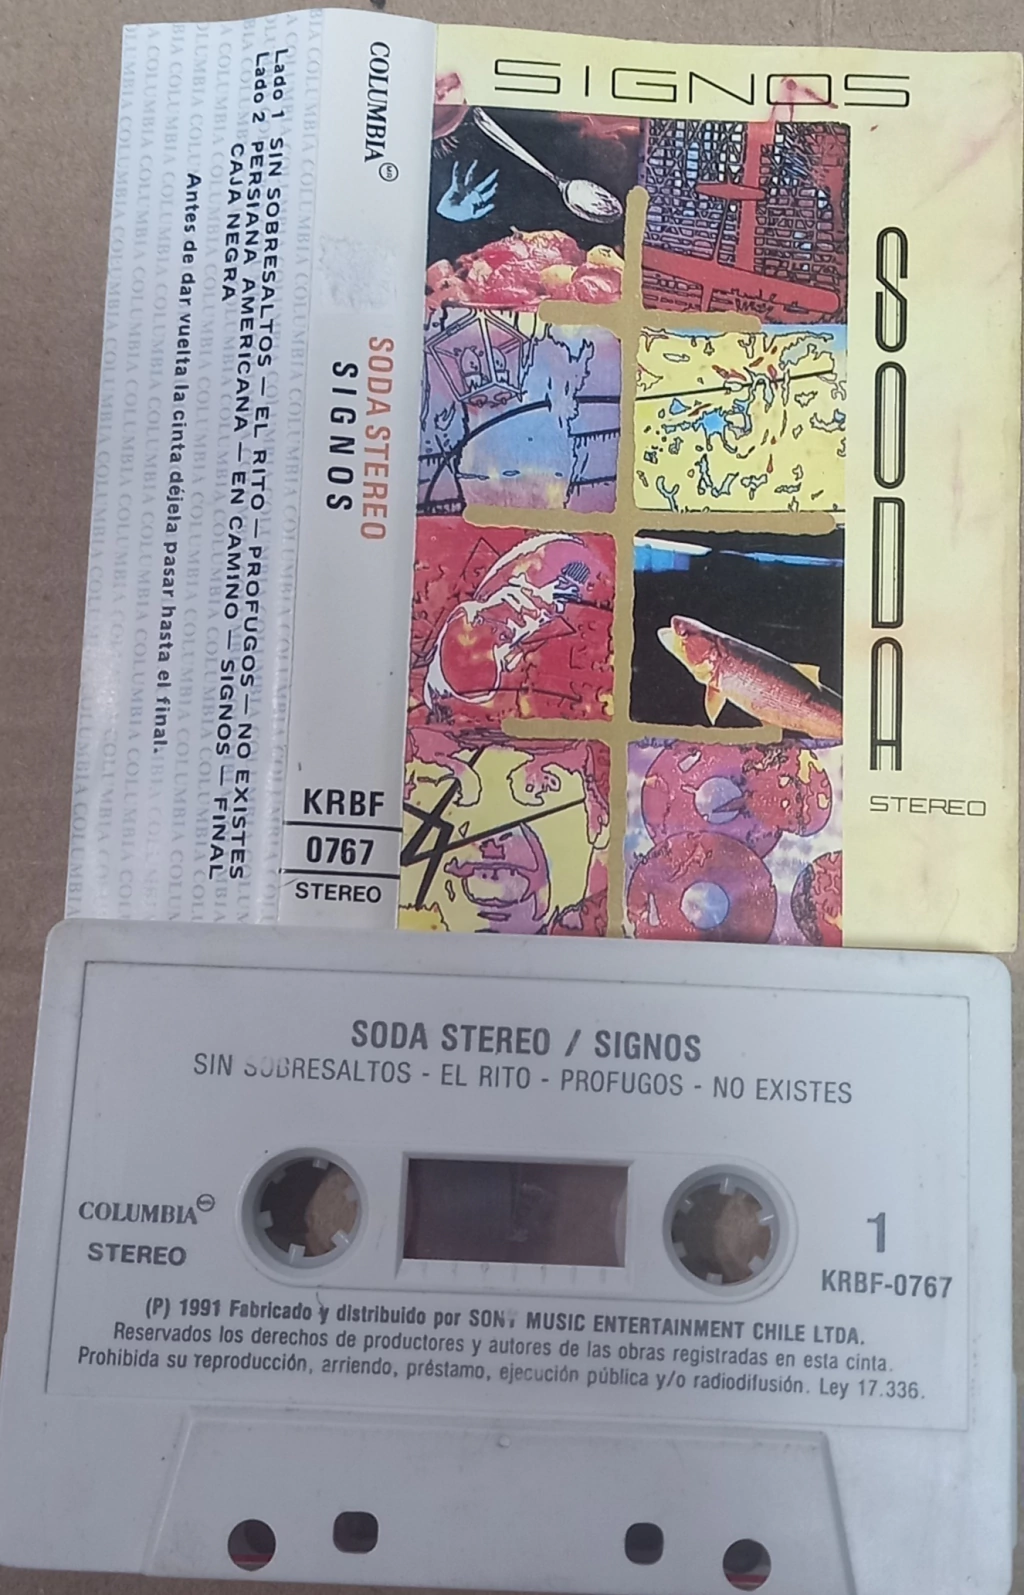 SIGNOS
SODA
STEREO
COLUMBIA MR
SODA STEREO
SIGNOS
KRBF
0767
STEREO
Lado 1 SIN SOBRESALTOS — EL RITO — PROFUGOS — NO EXISTES
Lado 2 PERSIANA AMERICANA — EN CAMINO — SIGNOS — FINAL
CAJA NEGRA
Antes de dar vuelta la cinta déjela pasar hasta el final.
SODA STEREO / SIGNOS
SIN SOBRESALTOS - EL RITO - PROFUGOS - NO EXISTES
COLUMBIA MR
STEREO
1
KRBF-0767
(P) 1991 Fabricado y distribuido por SONY MUSIC ENTERTAINMENT CHILE LTDA.
Reservados los derechos de productores y autores de las obras registradas en esta cinta.
Prohibida su reproducción, arriendo, préstamo, ejecución pública y/o radiodifusión. Ley 17.336.